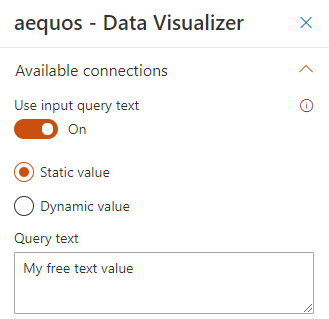 aequos - Data Visualizer
Available connections
Use input query text
On
Static value
Dynamic value
Query text
My free text value